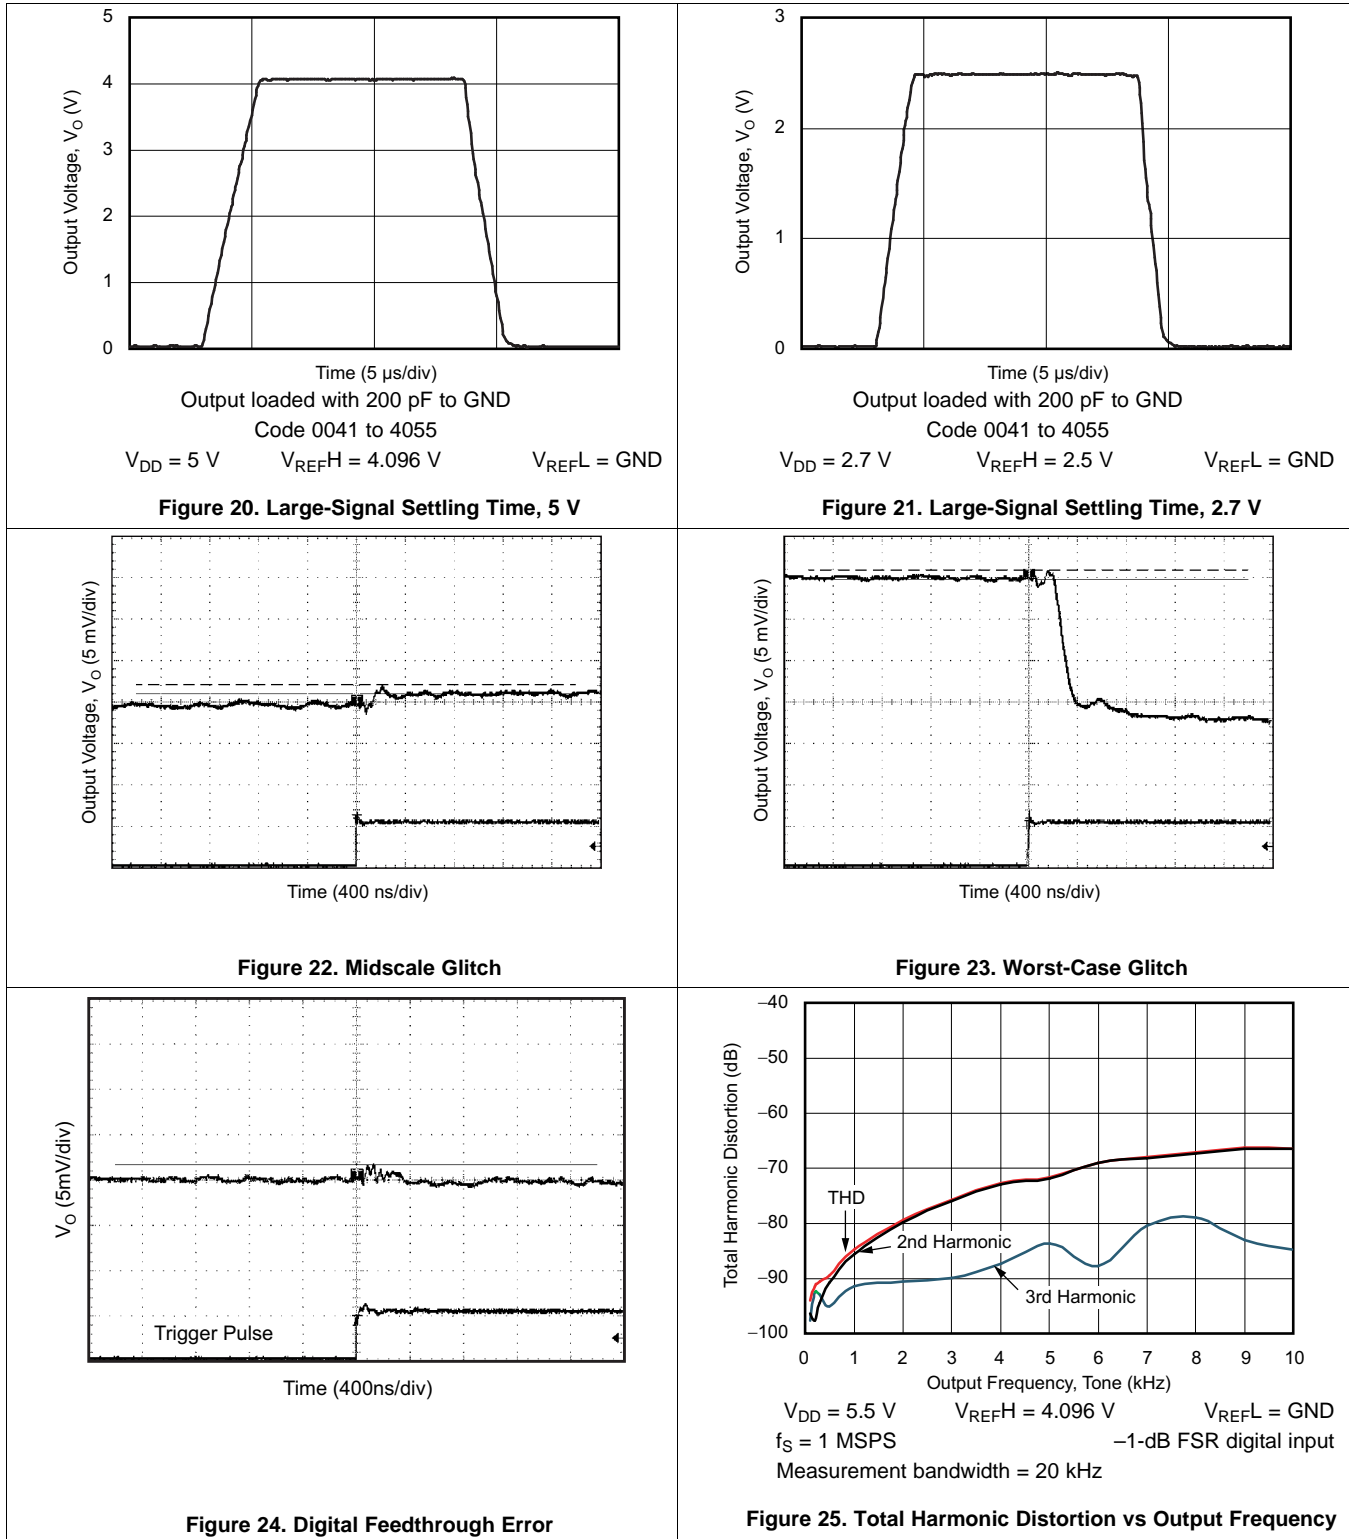 5
4
3
2
1
0
Output Voltage, VO (V)
Time (5 µs/div)
Output loaded with 200 pF to GND
Code 0041 to 4055
VDD = 5 V VREFH = 4.096 V VREFL = GND
Figure 20. Large-Signal Settling Time, 5 V
3
2
1
0
Output Voltage, VO (V)
Time (5 µs/div)
Output loaded with 200 pF to GND
Code 0041 to 4055
VDD = 2.7 V VREFH = 2.5 V VREFL = GND
Figure 21. Large-Signal Settling Time, 2.7 V
Output Voltage, VO (5 mV/div)
Time (400 ns/div)
Figure 22. Midscale Glitch
Output Voltage, VO (5 mV/div)
Time (400 ns/div)
Figure 23. Worst-Case Glitch
VO (5mV/div)
Trigger Pulse
Time (400ns/div)
Figure 24. Digital Feedthrough Error
−40
−50
−60
−70
−80
−90
−100
Total Harmonic Distortion (dB)
THD
2nd Harmonic
3rd Harmonic
0 1 2 3 4 5 6 7 8 9 10
Output Frequency, Tone (kHz)
VDD = 5.5 V VREFH = 4.096 V VREFL = GND
fS = 1 MSPS −1-dB FSR digital input
Measurement bandwidth = 20 kHz
Figure 25. Total Harmonic Distortion vs Output Frequency